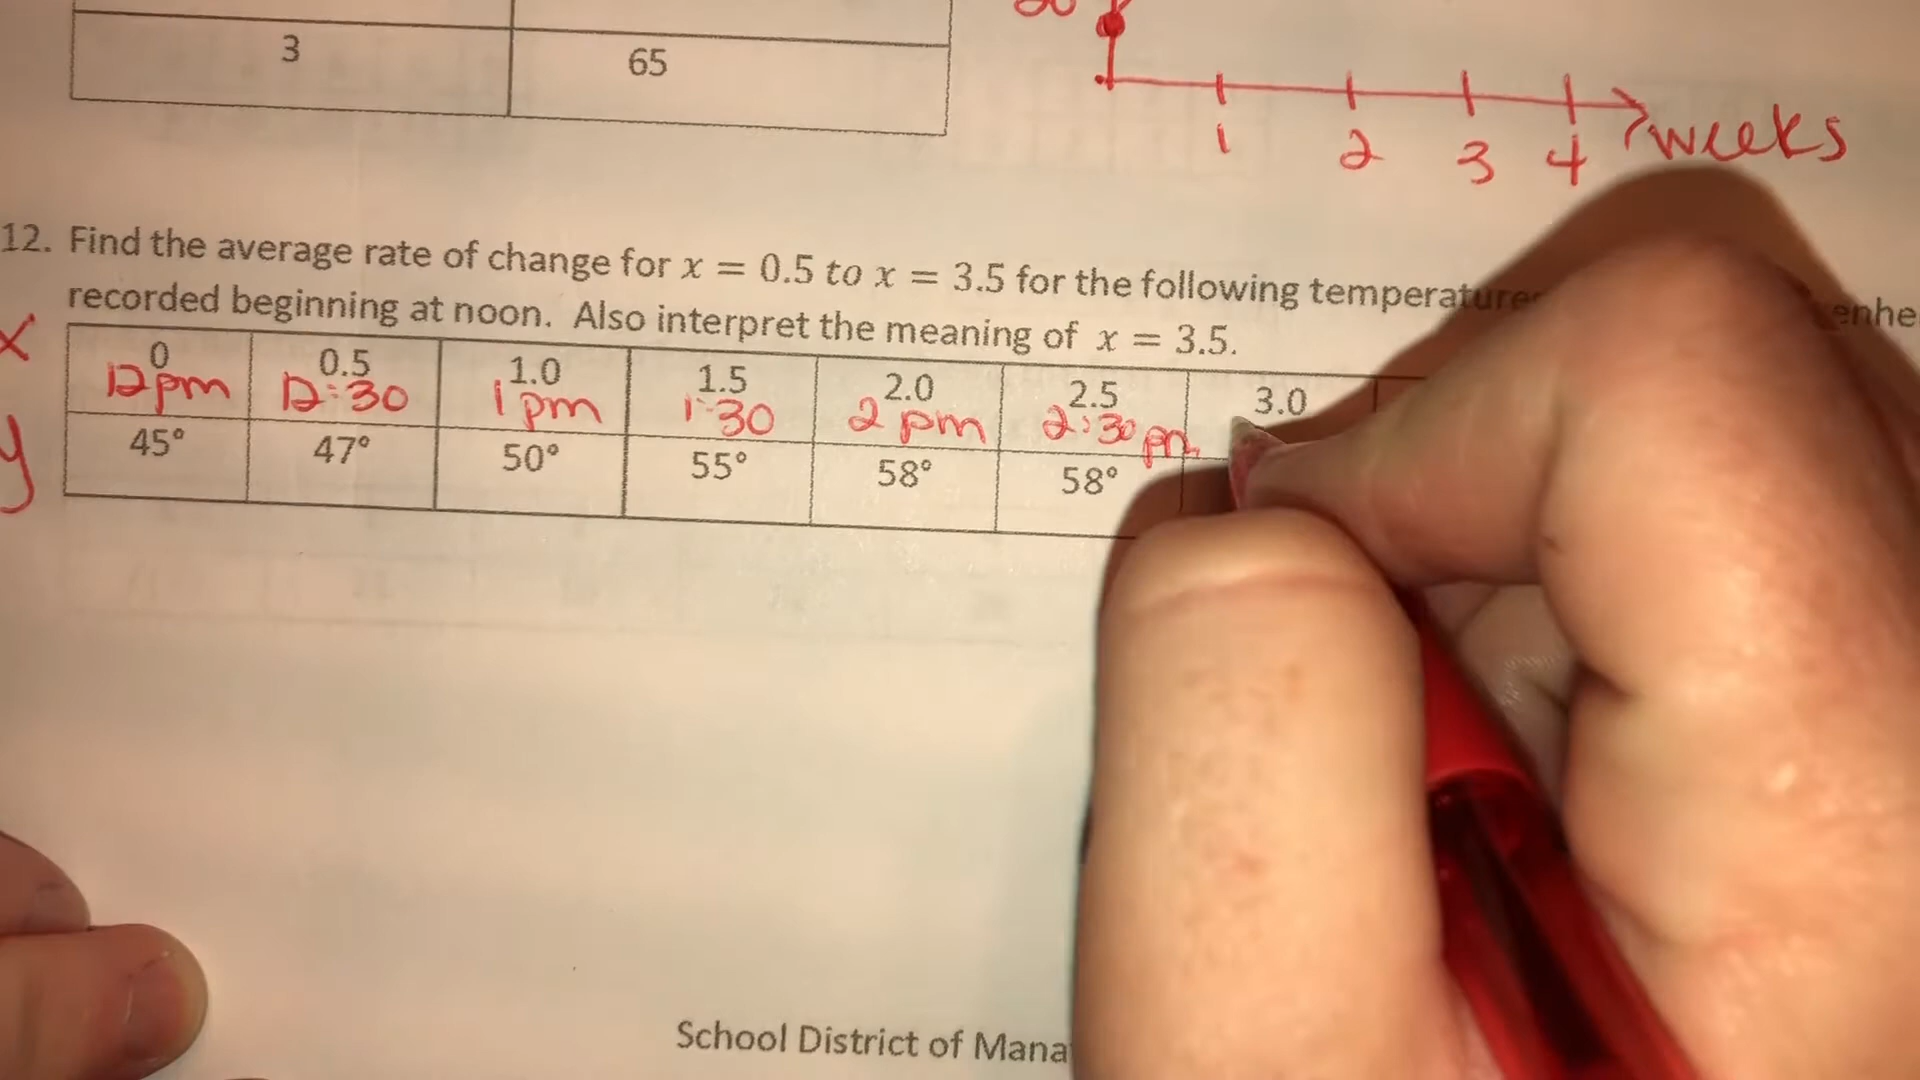 3 65
weeks
1 2 3 4
12. Find the average rate of change for x = 0.5 to x = 3.5 for the following temperatures
recorded beginning at noon. Also interpret the meaning of x = 3.5.
x 0 0.5 1.0 1.5 2.0 2.5 3.0
12pm 12:30 1pm 1:30 2pm 2:30 pm
y 45° 47° 50° 55° 58° 58°
School District of